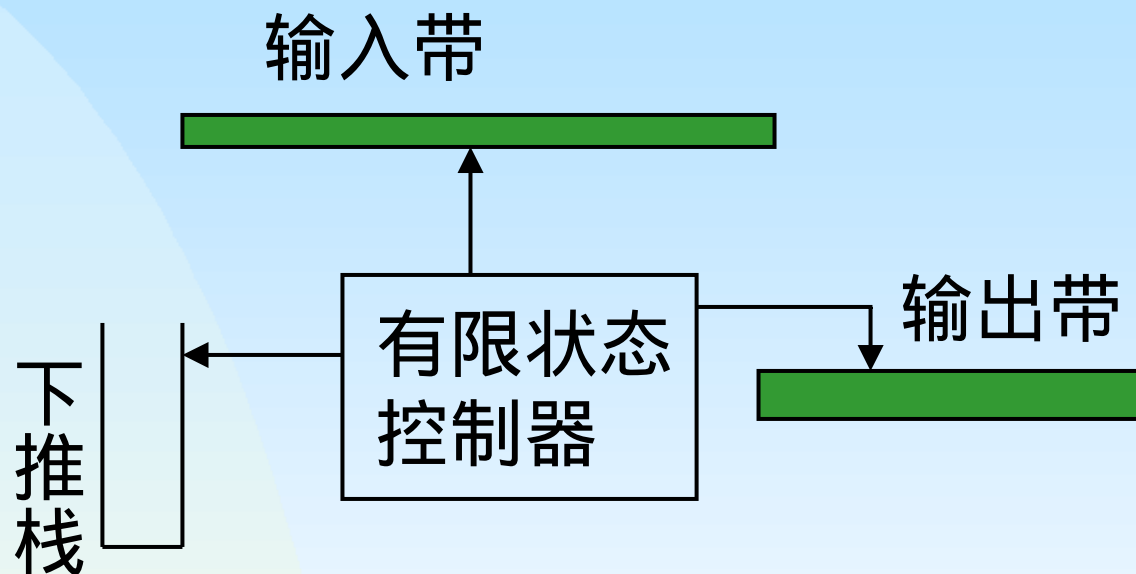 输入带
输出带
有限状态
控制器
下推栈